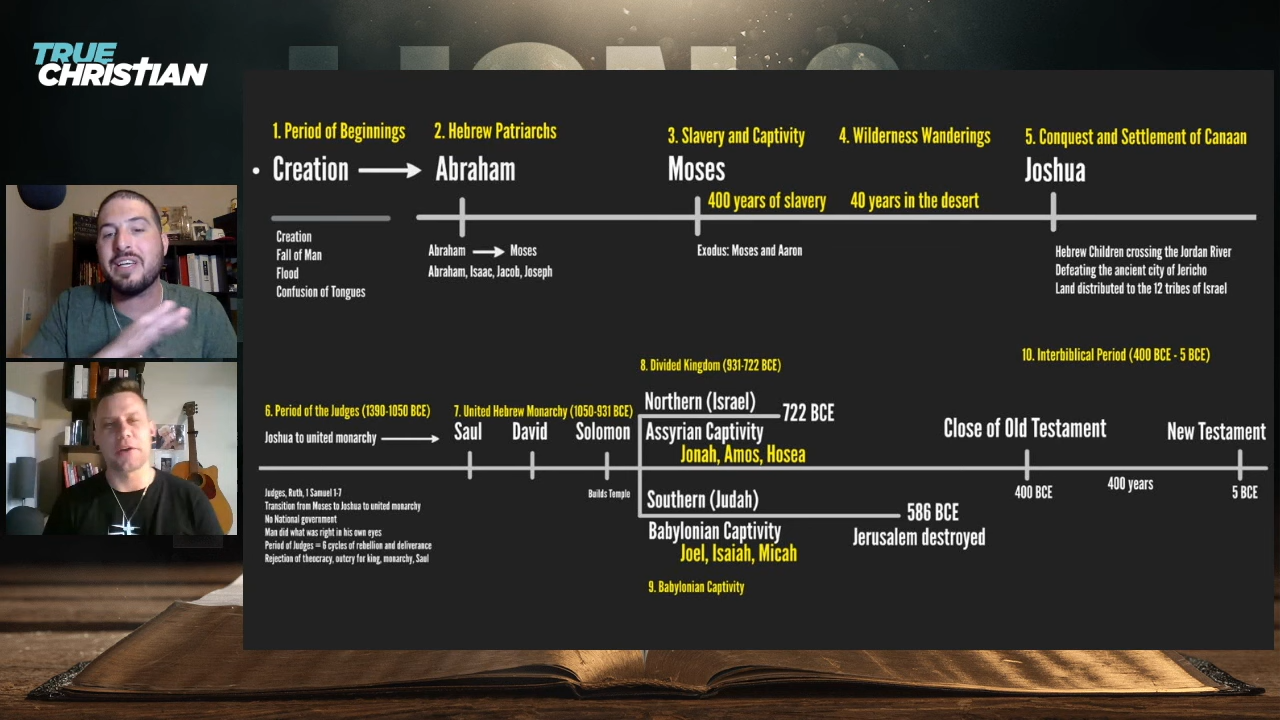 TRUE
CHRISTIAN
1. Period of Beginnings
2. Hebrew Patriarchs
3. Slavery and Captivity
4. Wilderness Wanderings
5. Conquest and Settlement of Canaan
• Creation
Abraham
Moses
Joshua
400 years of slavery
40 years in the desert
Creation
Fall of Man
Flood
Confusion of Tongues
Abraham → Moses
Abraham, Isaac, Jacob, Joseph
Exodus: Moses and Aaron
Hebrew Children crossing the Jordan River
Defeating the ancient city of Jericho
Land distributed to the 12 tribes of Israel
6. Period of the Judges (1390-1050 BCE)
Joshua to united monarchy
Judges, Ruth, 1 Samuel 1-7
Transition from Moses to Joshua to united monarchy
No National government
Man did what was right in his own eyes
Period of Judges = 6 cycles of rebellion and deliverance
Rejection of theocracy, outcry for king, monarchy, Saul
7. United Hebrew Monarchy (1050-931 BCE)
Saul
David
Solomon
Builds Temple
8. Divided Kingdom (931-722 BCE)
Northern (Israel)
722 BCE
Assyrian Captivity
Jonah, Amos, Hosea
Southern (Judah)
586 BCE
Jerusalem destroyed
Babylonian Captivity
Joel, Isaiah, Micah
9. Babylonian Captivity
10. Interbiblical Period (400 BCE - 5 BCE)
Close of Old Testament
New Testament
400 BCE
400 years
5 BCE